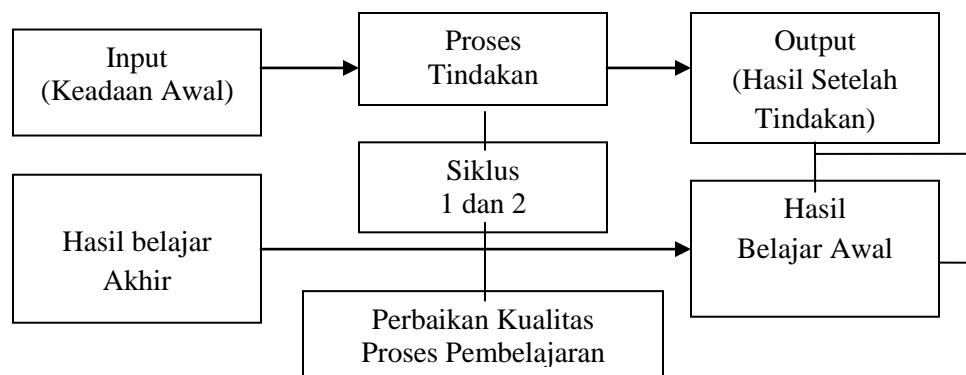 Input
(Keadaan Awal)
Proses
Tindakan
Output
(Hasil Setelah
Tindakan)
Siklus
1 dan 2
Hasil belajar
Akhir
Hasil
Belajar Awal
Perbaikan Kualitas
Proses Pembelajaran